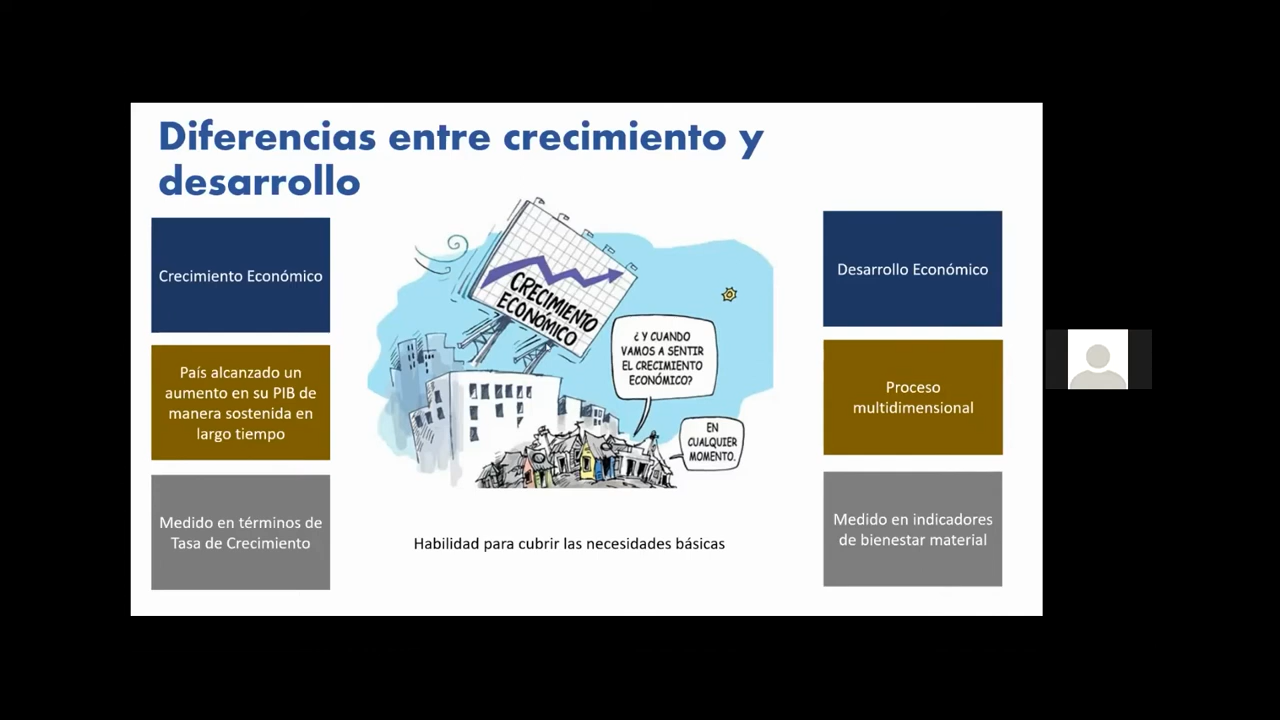 Diferencias entre crecimiento y
desarrollo
Crecimiento Económico
País alcanzado un
aumento en su PIB de
manera sostenida en
largo tiempo
Medido en términos de
Tasa de Crecimiento
CRECIMIENTO
ECONÓMICO
¿Y CUANDO
VAMOS A SENTIR
EL CRECIMIENTO
ECONÓMICO?
EN
CUALQUIER
MOMENTO.
Habilidad para cubrir las necesidades básicas
Desarrollo Económico
Proceso
multidimensional
Medido en indicadores
de bienestar material